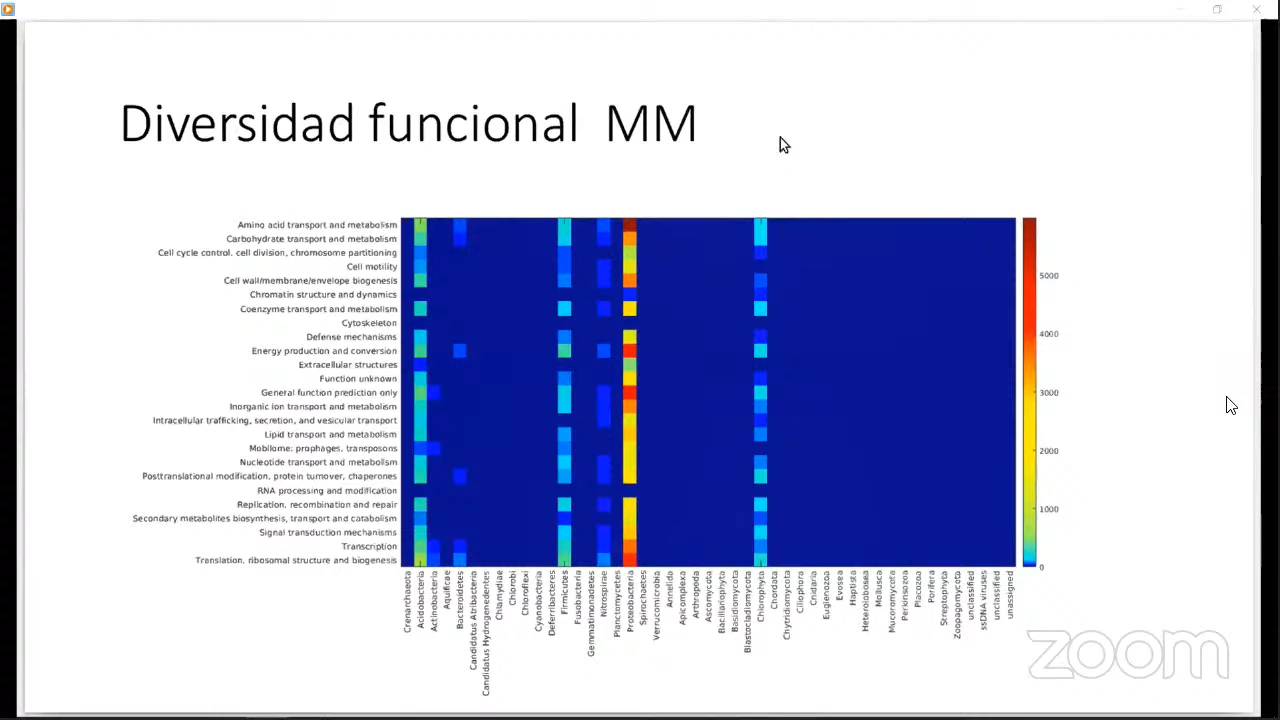 Diversidad funcional MM
Amino acid transport and metabolism
Carbohydrate transport and metabolism
Cell cycle control. cell division, chromosome partitioning
Cell motility
Cell wall/membrane/envelope biogenesis
Chromatin structure and dynamics
Coenzyme transport and metabolism
Cytoskeleton
Defense mechanisms
Energy production and conversion
Extracellular structures
Function unknown
General function prediction only
Inorganic ion transport and metabolism
Intracellular trafficking, secretion, and vesicular transport
Lipid transport and metabolism
Mobilome: prophages, transposons
Nucleotide transport and metabolism
Posttranslational modification, protein turnover, chaperones
RNA processing and modification
Replication. recombination and repair
Secondary metabolites biosynthesis, transport and catabolism
Signal transduction mechanisms
Transcription
Translation. ribosomal structure and biogenesis
5000
4000
3000
2000
1000
0
Crenarchaeota
Acidobacteria
Actinobacteria
Aquificae
Bacteroidetes
Candidatus Atribacteria
Candidatus Hydrogenedentes
Chlamydiae
Chlorobi
Chloroflexi
Cyanobacteria
Deferribacteres
Firmicutes
Fusobacteria
Gemmatimonadetes
Nitrospirae
Planctomycetes
Proteobacteria
Spirochaetes
Verrucomicrobia
Annelida
Apicomplexa
Arthropoda
Ascomycota
Bacillariophyta
Basidiomycota
Blastocladiomycota
Chlorophyta
Chordata
Chytridiomycota
Ciliophora
Cnidaria
Euglenozoa
Evosea
Haptista
Heterolobosea
Mollusca
Mucoromycota
Perkinsozoa
Placozoa
Porifera
Streptophyta
Zoopagomycota
unclassified
ssDNA viruses
unclassified
unassigned
zoom